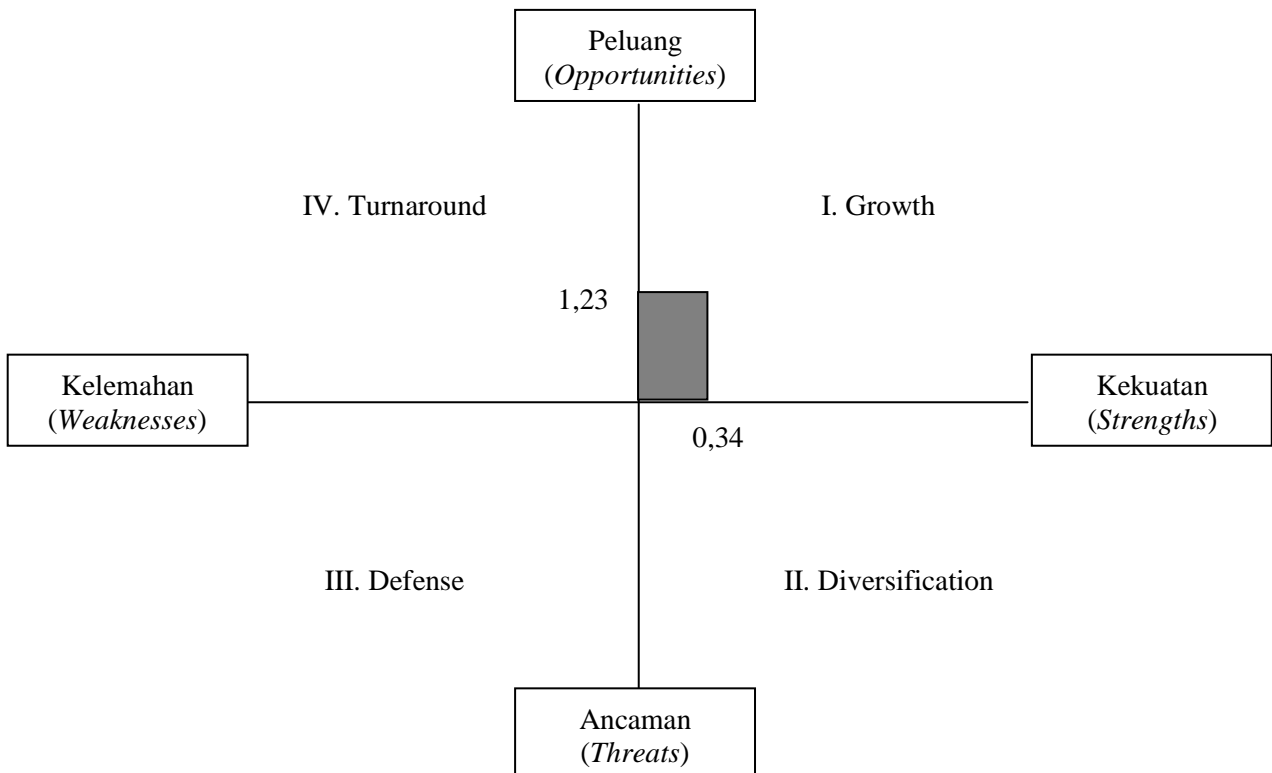 Peluang
(Opportunities)
IV. Turnaround
I. Growth
1,23
Kelemahan
(Weaknesses)
Kekuatan
(Strengths)
0,34
III. Defense
II. Diversification
Ancaman
(Threats)